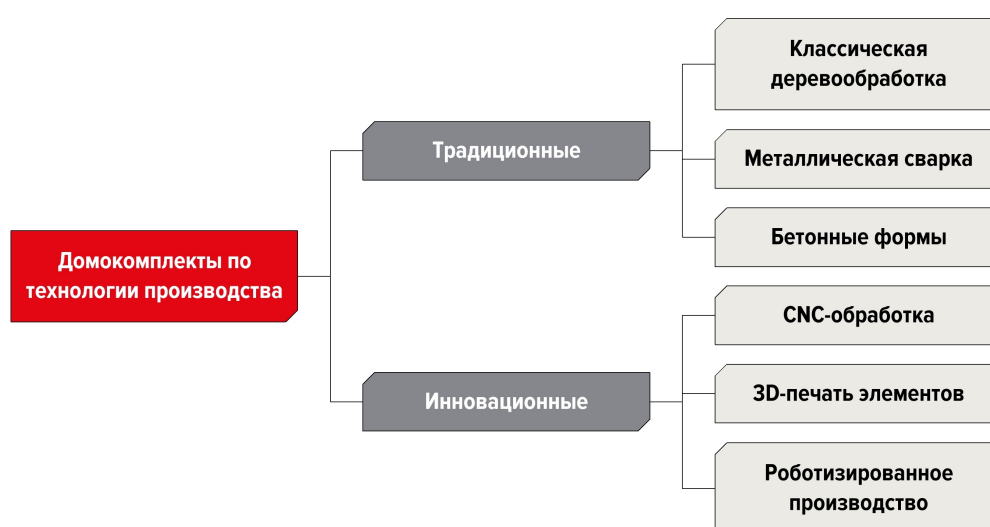 Домокомплекты по
технологии производства
Традиционные
Классическая
деревообработка
Металлическая сварка
Бетонные формы
Инновационные
CNC-обработка
3D-печать элементов
Роботизированное
производство